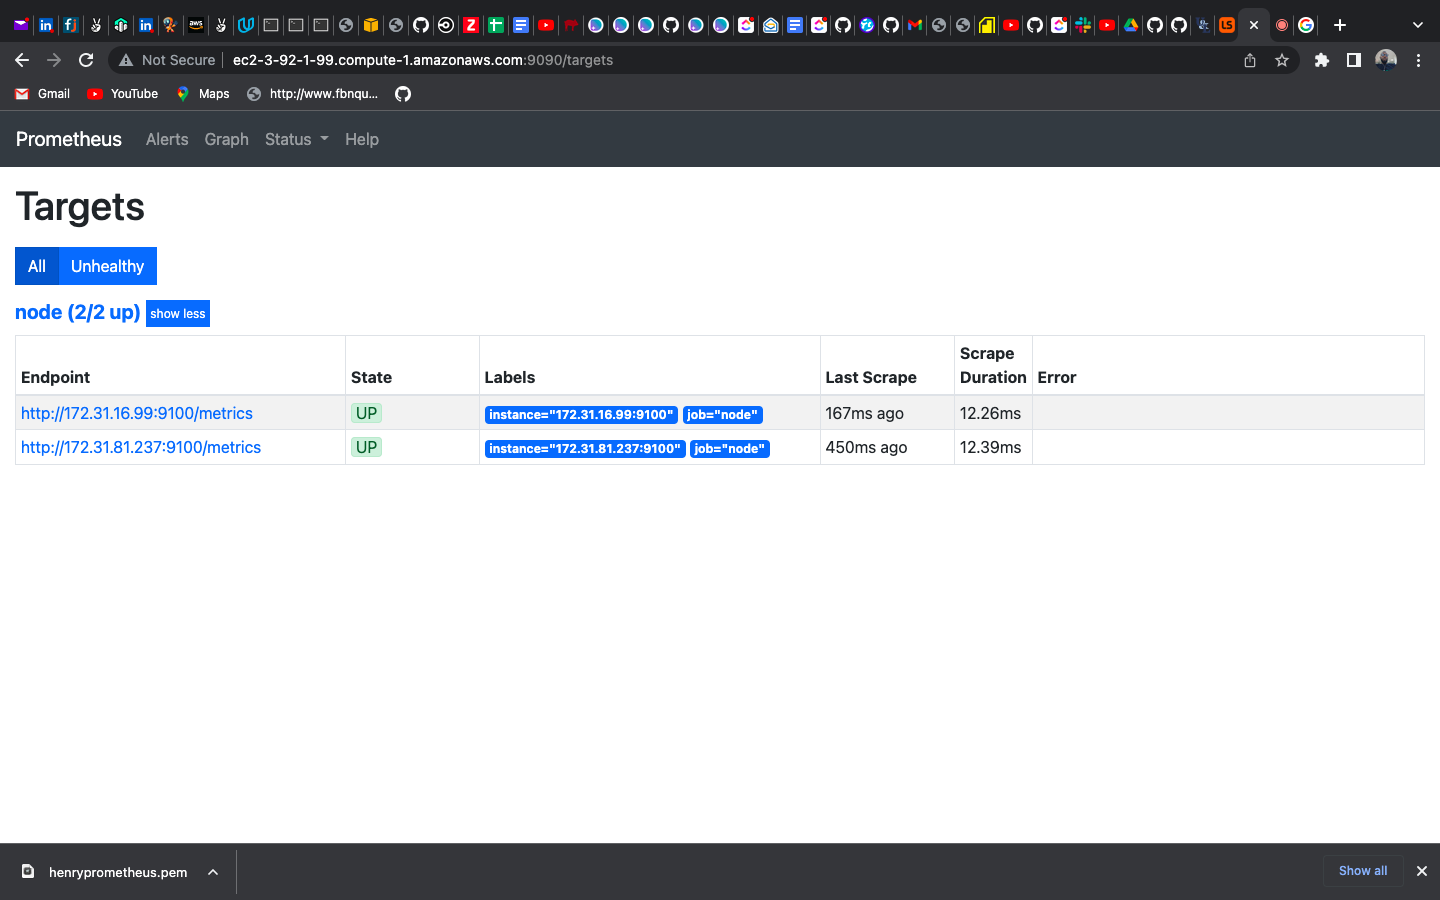 Not Secure ec2-3-92-1-99.compute-1.amazonaws.com:9090/targets
Gmail YouTube Maps http://www.fbnqu...
Prometheus Alerts Graph Status Help
Targets
All Unhealthy
node (2/2 up) show less
Endpoint State Labels Last Scrape Scrape Duration Error
http://172.31.16.99:9100/metrics UP instance="172.31.16.99:9100" job="node" 167ms ago 12.26ms
http://172.31.81.237:9100/metrics UP instance="172.31.81.237:9100" job="node" 450ms ago 12.39ms
henryprometheus.pem Show all